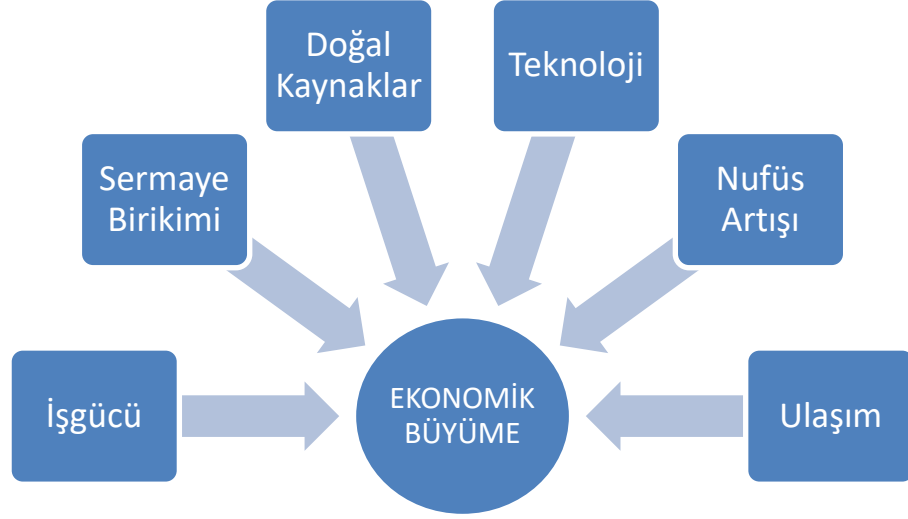 Doğal
Kaynaklar
Teknoloji
Sermaye
Birikimi
Nufüs
Artışı
İşgücü
EKONOMİK
BÜYÜME
Ulaşım